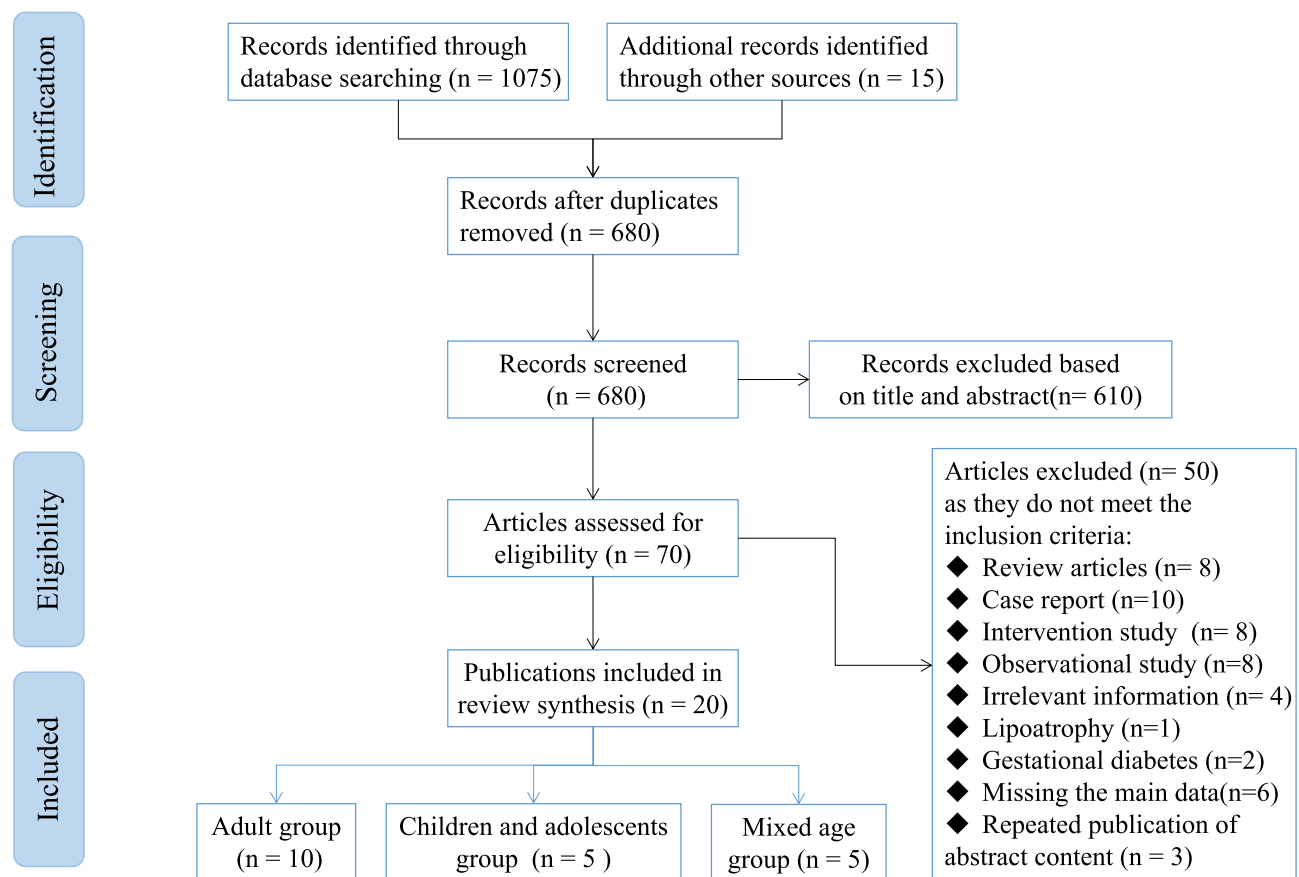 Identification
Records identified through
database searching (n = 1075)
Additional records identified
through other sources (n = 15)
Records after duplicates
removed (n = 680)
Screening
Records screened
(n = 680)
Records excluded based
on title and abstract(n= 610)
Eligibility
Articles assessed for
eligibility (n = 70)
Articles excluded (n= 50)
as they do not meet the
inclusion criteria:
◆ Review articles (n= 8)
◆ Case report (n=10)
◆ Intervention study (n= 8)
◆ Observational study (n=8)
◆ Irrelevant information (n= 4)
◆ Lipoatrophy (n=1)
◆ Gestational diabetes (n=2)
◆ Missing the main data(n=6)
◆ Repeated publication of
abstract content (n = 3)
Included
Publications included in
review synthesis (n = 20)
Adult group
(n = 10)
Children and adolescents
group (n = 5 )
Mixed age
group (n = 5)